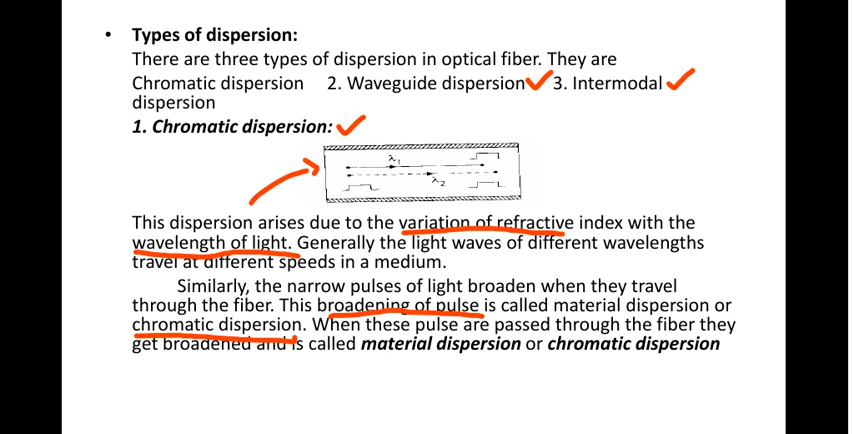 • Types of dispersion:
There are three types of dispersion in optical fiber. They are
Chromatic dispersion 2. Waveguide dispersion 3. Intermodal
dispersion
1. Chromatic dispersion:
λ1
λ2
This dispersion arises due to the variation of refractive index with the
wavelength of light. Generally the light waves of different wavelengths
travel at different speeds in a medium.
Similarly, the narrow pulses of light broaden when they travel
through the fiber. This broadening of pulse is called material dispersion or
chromatic dispersion. When these pulse are passed through the fiber they
get broadened and is called material dispersion or chromatic dispersion